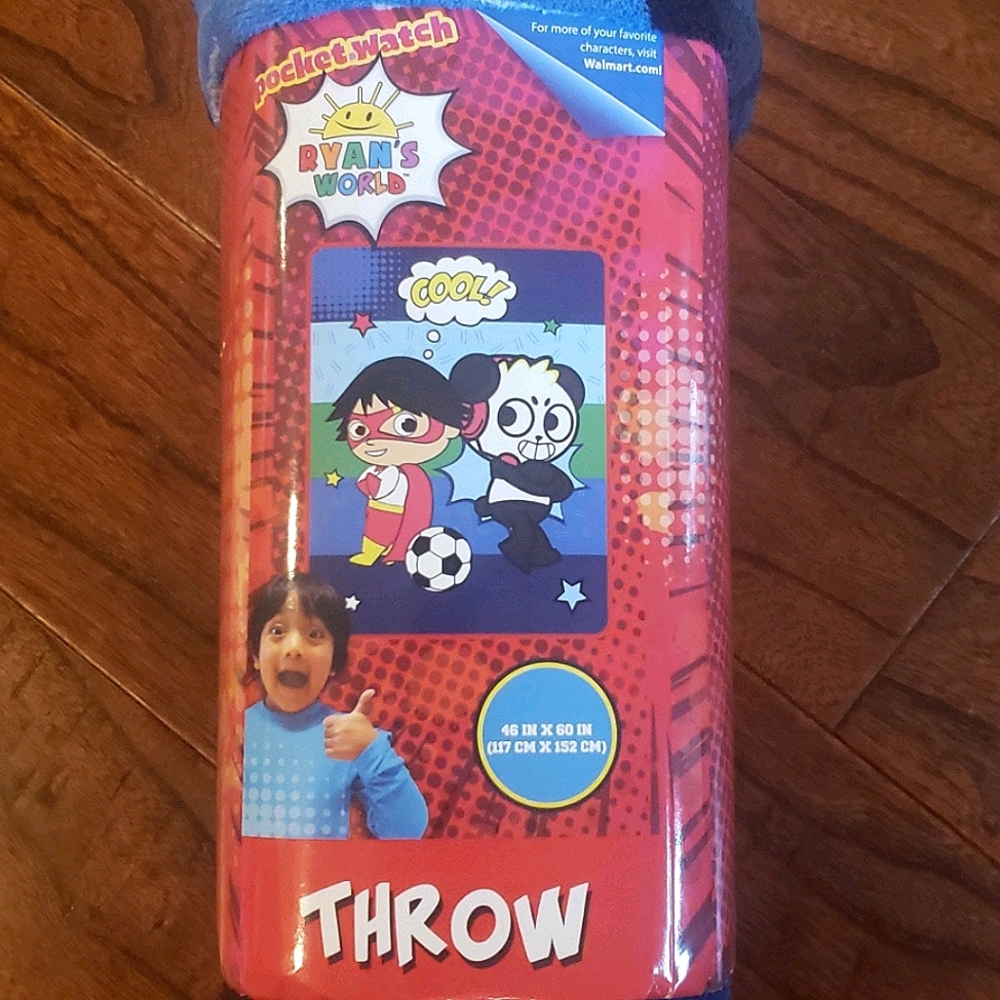 pocket.watch
For more of your favorite
characters, visit
Walmart.com!
RYAN'S
WORLD™
COOL!
46 IN X 60 IN
(117 CM X 152 CM)
THROW